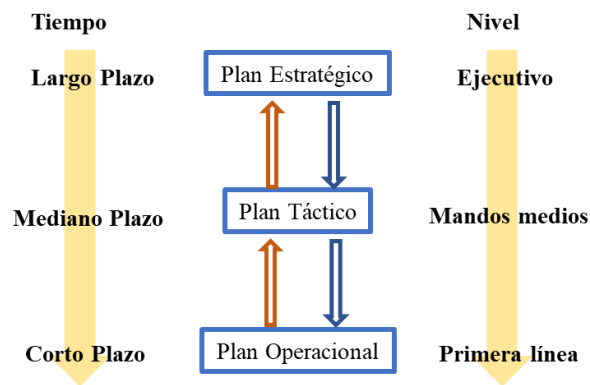 Tiempo
Nivel
Largo Plazo
Plan Estratégico
Ejecutivo
Mediano Plazo
Plan Táctico
Mandos medios
Corto Plazo
Plan Operacional
Primera línea